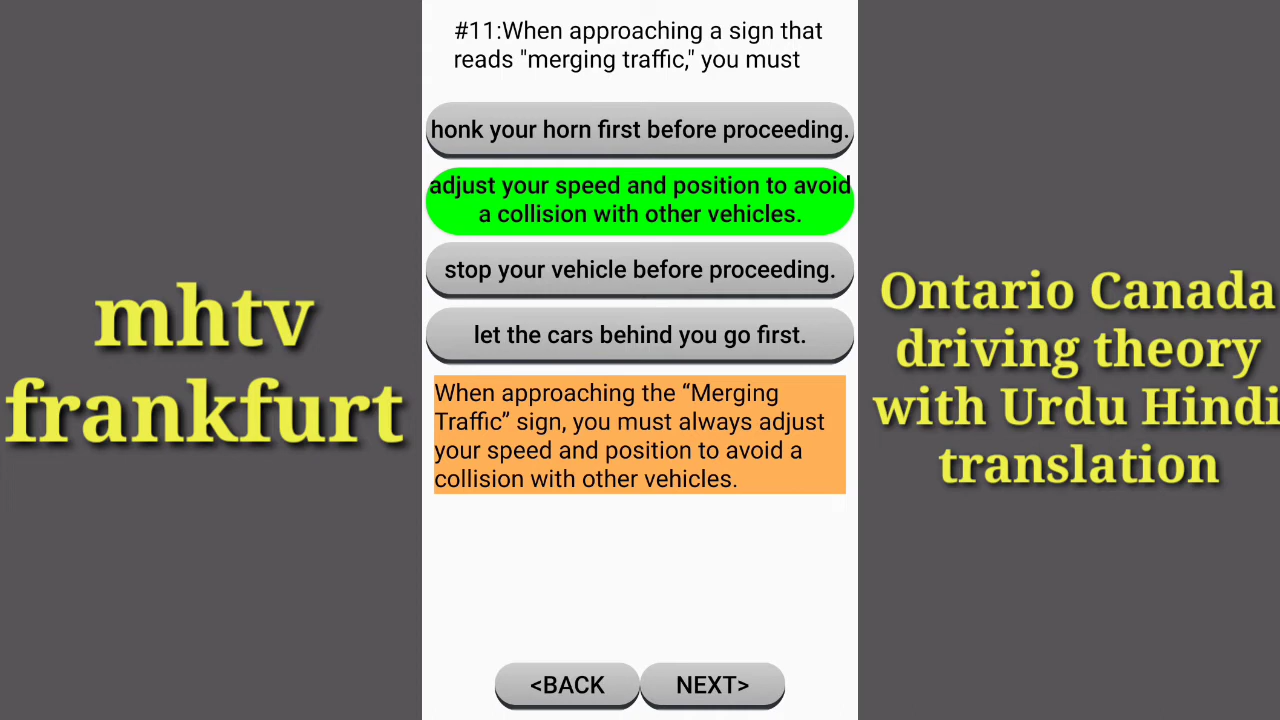 #11:When approaching a sign that
reads "merging traffic," you must
honk your horn first before proceeding.
adjust your speed and position to avoid
a collision with other vehicles.
stop your vehicle before proceeding.
let the cars behind you go first.
When approaching the “Merging
Traffic” sign, you must always adjust
your speed and position to avoid a
collision with other vehicles.
<BACK
NEXT>
mhtv
frankfurt
Ontario Canada
driving theory
with Urdu Hindi
translation